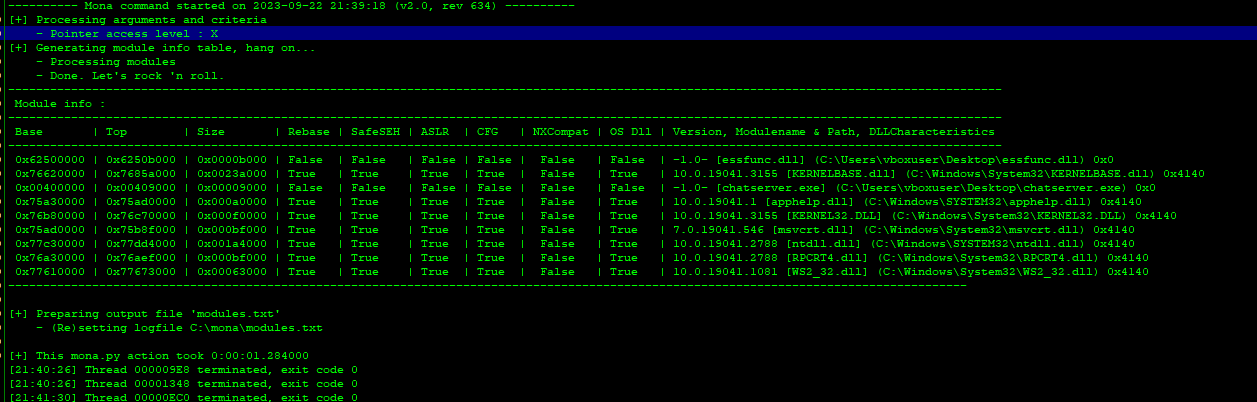 ---------- Mona command started on 2023-09-22 21:39:18 (v2.0, rev 634) ----------
[+] Processing arguments and criteria
- Pointer access level : X
[+] Generating module info table, hang on...
- Processing modules
- Done. Let's rock 'n roll.
Module info :
Base | Top | Size | Rebase | SafeSEH | ASLR | CFG | NXCompat | OS Dll | Version, Modulename & Path, DLLCharacteristics
0x62500000 | 0x6250b000 | 0x0000b000 | False | False | False | False | False | False | -1.0- [essfunc.dll] (C:\Users\vboxuser\Desktop\essfunc.dll) 0x0
0x76620000 | 0x7685a000 | 0x0023a000 | True | True | True | True | False | True | 10.0.19041.3155 [KERNELBASE.dll] (C:\Windows\System32\KERNELBASE.dll) 0x4140
0x00400000 | 0x00409000 | 0x00009000 | False | False | False | False | False | False | -1.0- [chatserver.exe] (C:\Users\vboxuser\Desktop\chatserver.exe) 0x0
0x75a30000 | 0x75ad0000 | 0x000a0000 | True | True | True | True | False | True | 10.0.19041.1 [apphelp.dll] (C:\Windows\SYSTEM32\apphelp.dll) 0x4140
0x76b80000 | 0x76c70000 | 0x000f0000 | True | True | True | True | False | True | 10.0.19041.3155 [KERNEL32.DLL] (C:\Windows\System32\KERNEL32.DLL) 0x4140
0x75ad0000 | 0x75b8f000 | 0x000bf000 | True | True | True | True | False | True | 7.0.19041.546 [msvcrt.dll] (C:\Windows\System32\msvcrt.dll) 0x4140
0x77c30000 | 0x77dd4000 | 0x001a4000 | True | True | True | True | False | True | 10.0.19041.2788 [ntdll.dll] (C:\Windows\SYSTEM32\ntdll.dll) 0x4140
0x76a30000 | 0x76aef000 | 0x000bf000 | True | True | True | True | False | True | 10.0.19041.2788 [RPCRT4.dll] (C:\Windows\System32\RPCRT4.dll) 0x4140
0x77610000 | 0x77673000 | 0x00063000 | True | True | True | True | False | True | 10.0.19041.1081 [WS2_32.dll] (C:\Windows\System32\WS2_32.dll) 0x4140
[+] Preparing output file 'modules.txt'
- (Re)setting logfile C:\mona\modules.txt
[+] This mona.py action took 0:00:01.284000
[21:40:26] Thread 000009E8 terminated, exit code 0
[21:40:26] Thread 00001348 terminated, exit code 0
[21:41:30] Thread 00000EC0 terminated, exit code 0